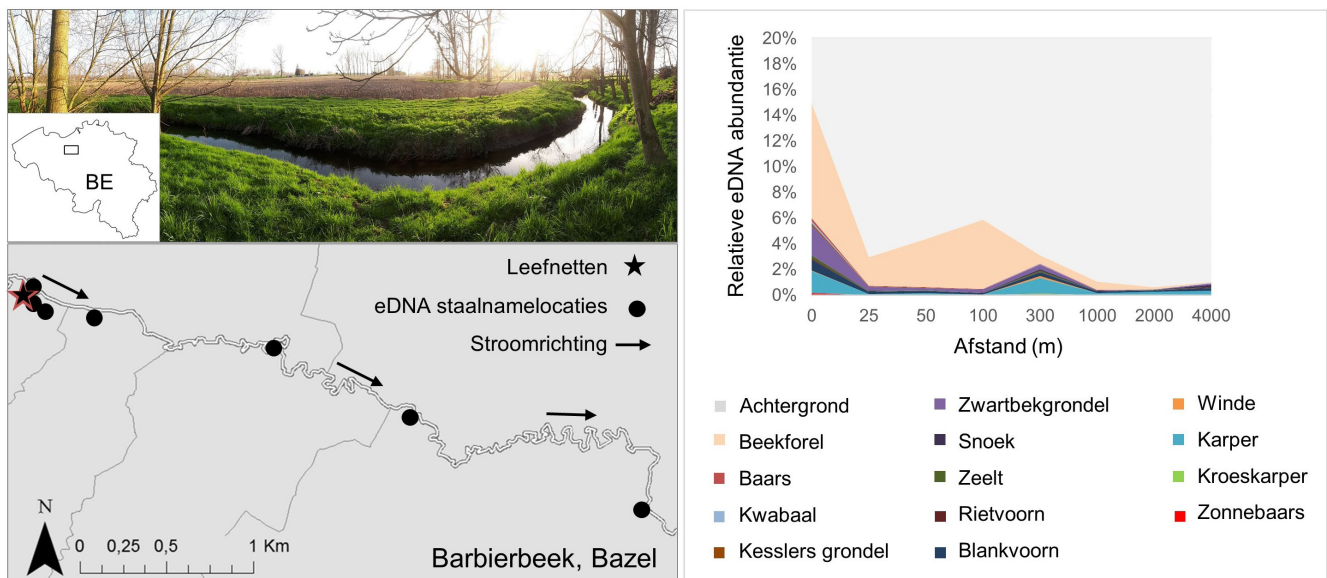 BE
Leefnetten
eDNA staalnamelocaties
Stroomrichting
N
0 0,25 0,5 1 Km
Barbierbeek, Bazel
Relatieve eDNA abundantie
20%
18%
16%
14%
12%
10%
8%
6%
4%
2%
0%
0 25 50 100 300 1000 2000 4000
Afstand (m)
Achtergrond
Beekforel
Baars
Kwabaal
Kesslers grondel
Zwartbekgrondel
Snoek
Zeelt
Rietvoorn
Blankvoorn
Winde
Karper
Kroeskarper
Zonnebaars